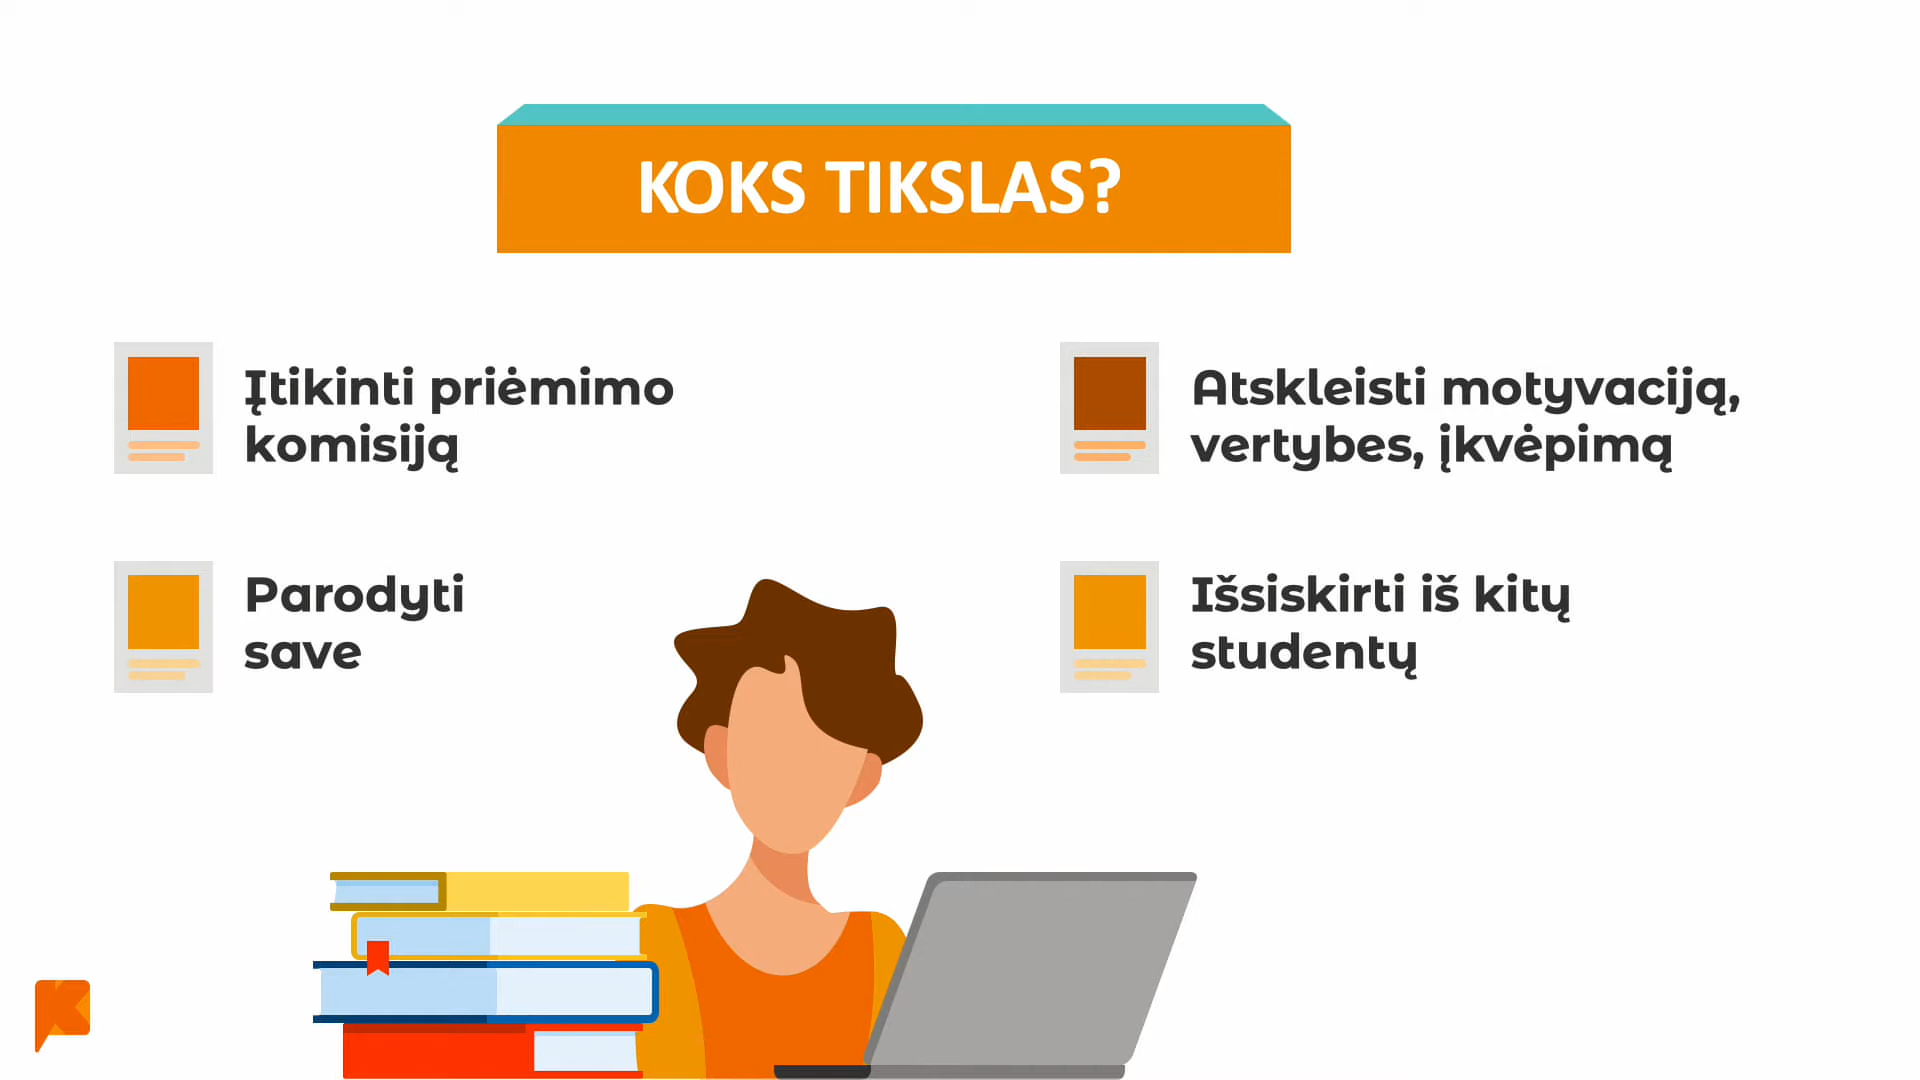 KOKS TIKSLAS?
Įtikinti priėmimo
komisiją
Atskleisti motyvaciją,
vertybes, įkvėpimą
Parodyti
save
Išsiskirti iš kitų
studentų